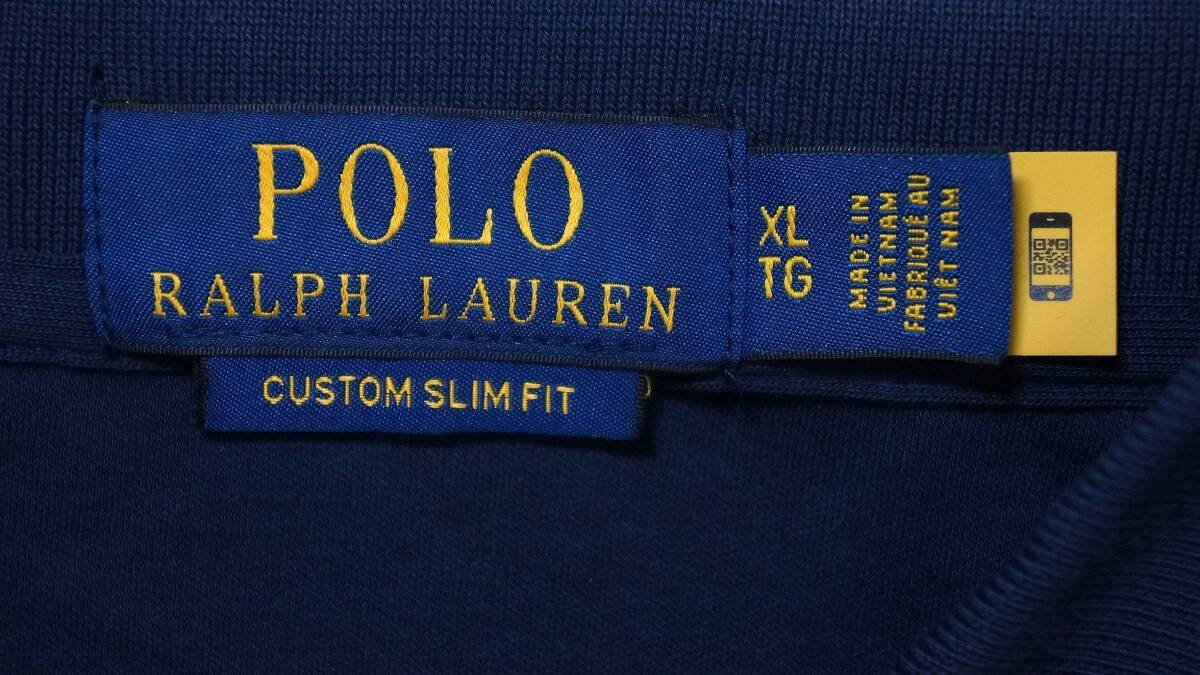 POLO
RALPH LAUREN
CUSTOM SLIM FIT
XL
TG
MADE IN
VIETNAM
FABRIQUÉ AU
VIÊT NAM